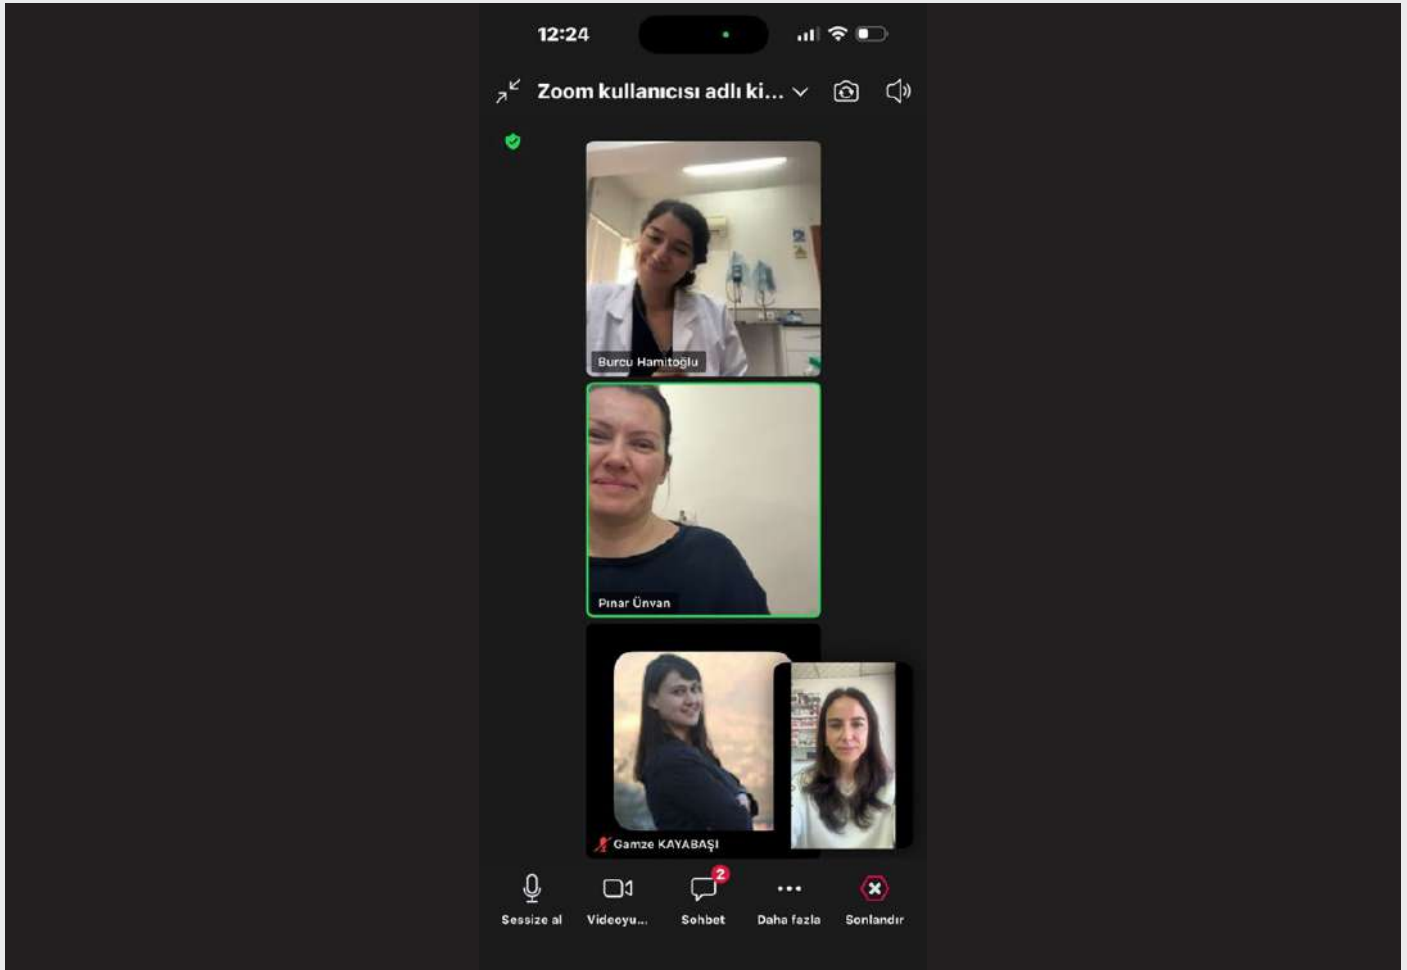 12:24
Zoom kullanıcısı adlı ki...
Burcu Hamitoğlu
Pınar Ünvan
Gamze KAYABAŞI
2
Sessize al
Videoyu...
Sohbet
Daha fazla
Sonlandır